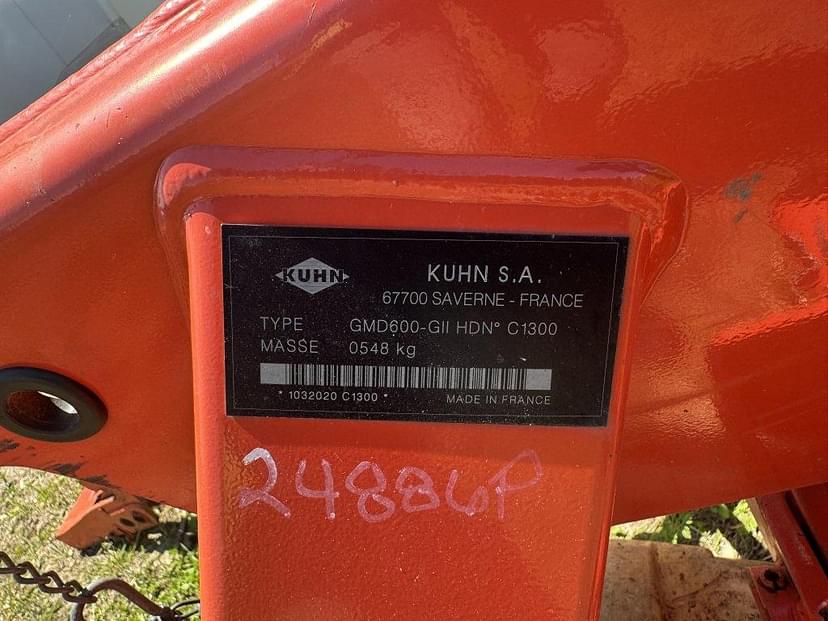 KUHN
KUHN S.A.
67700 SAVERNE - FRANCE
TYPE GMD600-GII HDN° C1300
MASSE 0548 kg
* 1032020 C1300 *
MADE IN FRANCE
24886P